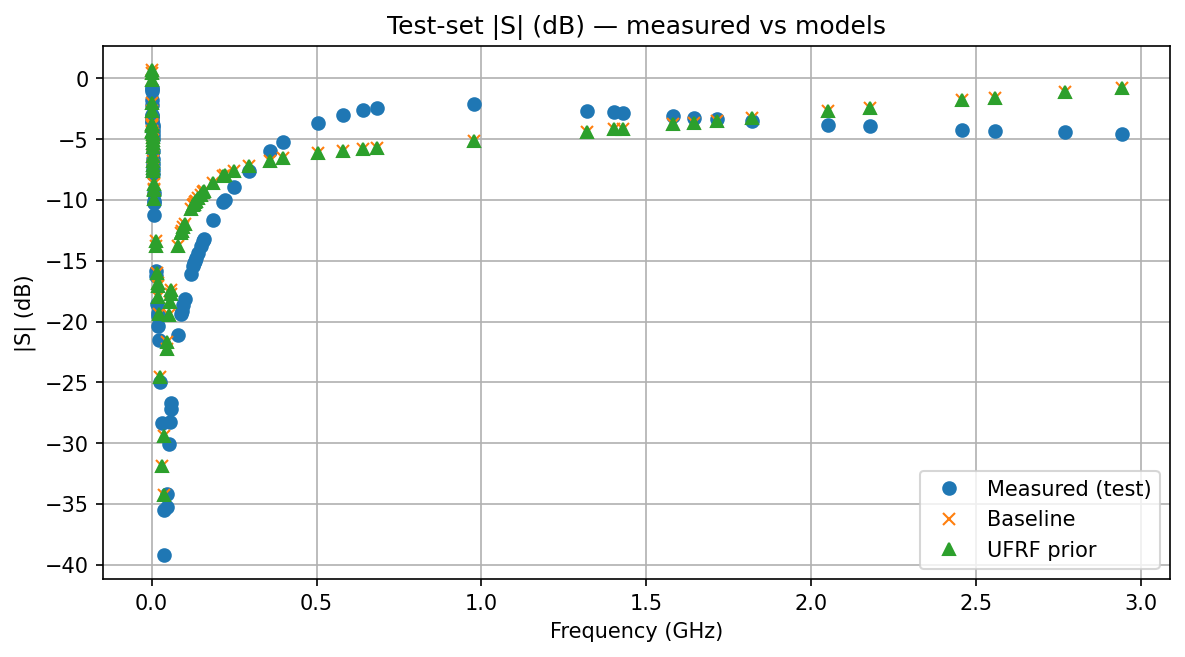 Test-set |S| (dB) — measured vs models
|S| (dB)
0
−5
−10
−15
−20
−25
−30
−35
−40
0.0 0.5 1.0 1.5 2.0 2.5 3.0
Frequency (GHz)
Measured (test)
Baseline
UFRF prior